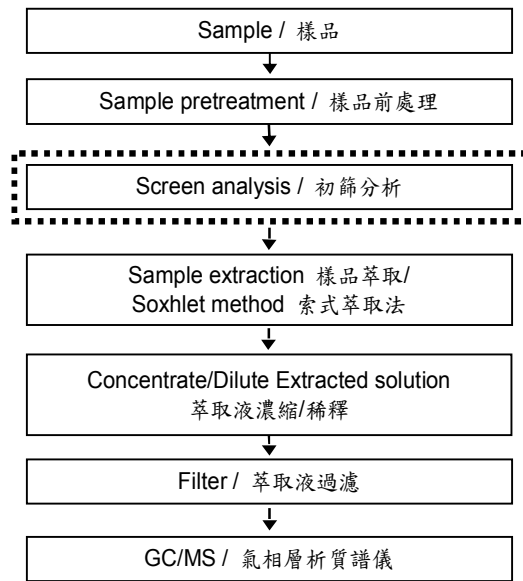 Sample / 樣品
Sample pretreatment / 樣品前處理
Screen analysis / 初篩分析
Sample extraction 樣品萃取/
Soxhlet method 索式萃取法
Concentrate/Dilute Extracted solution
萃取液濃縮/稀釋
Filter / 萃取液過濾
GC/MS / 氣相層析質譜儀